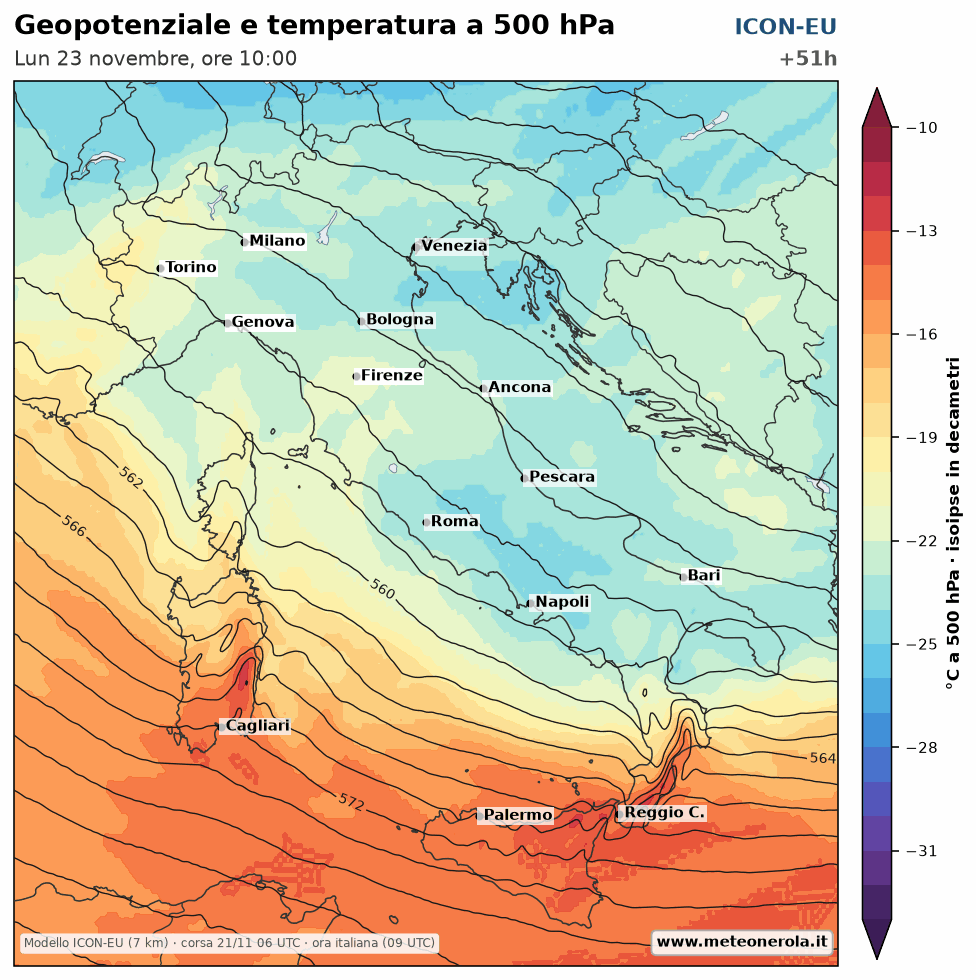 Geopotenziale e temperatura a 500 hPa
ICON-EU
Lun 23 novembre, ore 10:00
+51h
−10
−13
−16
−19
−22
−25
−28
−31
°C a 500 hPa · isoipse in decametri
Milano
Venezia
Torino
Genova
Bologna
Firenze
Ancona
562
Pescara
566
Roma
Bari
560
Napoli
Cagliari
564
572
Palermo
Reggio C.
Modello ICON-EU (7 km) · corsa 21/11 06 UTC · ora italiana (09 UTC)
www.meteonerola.it